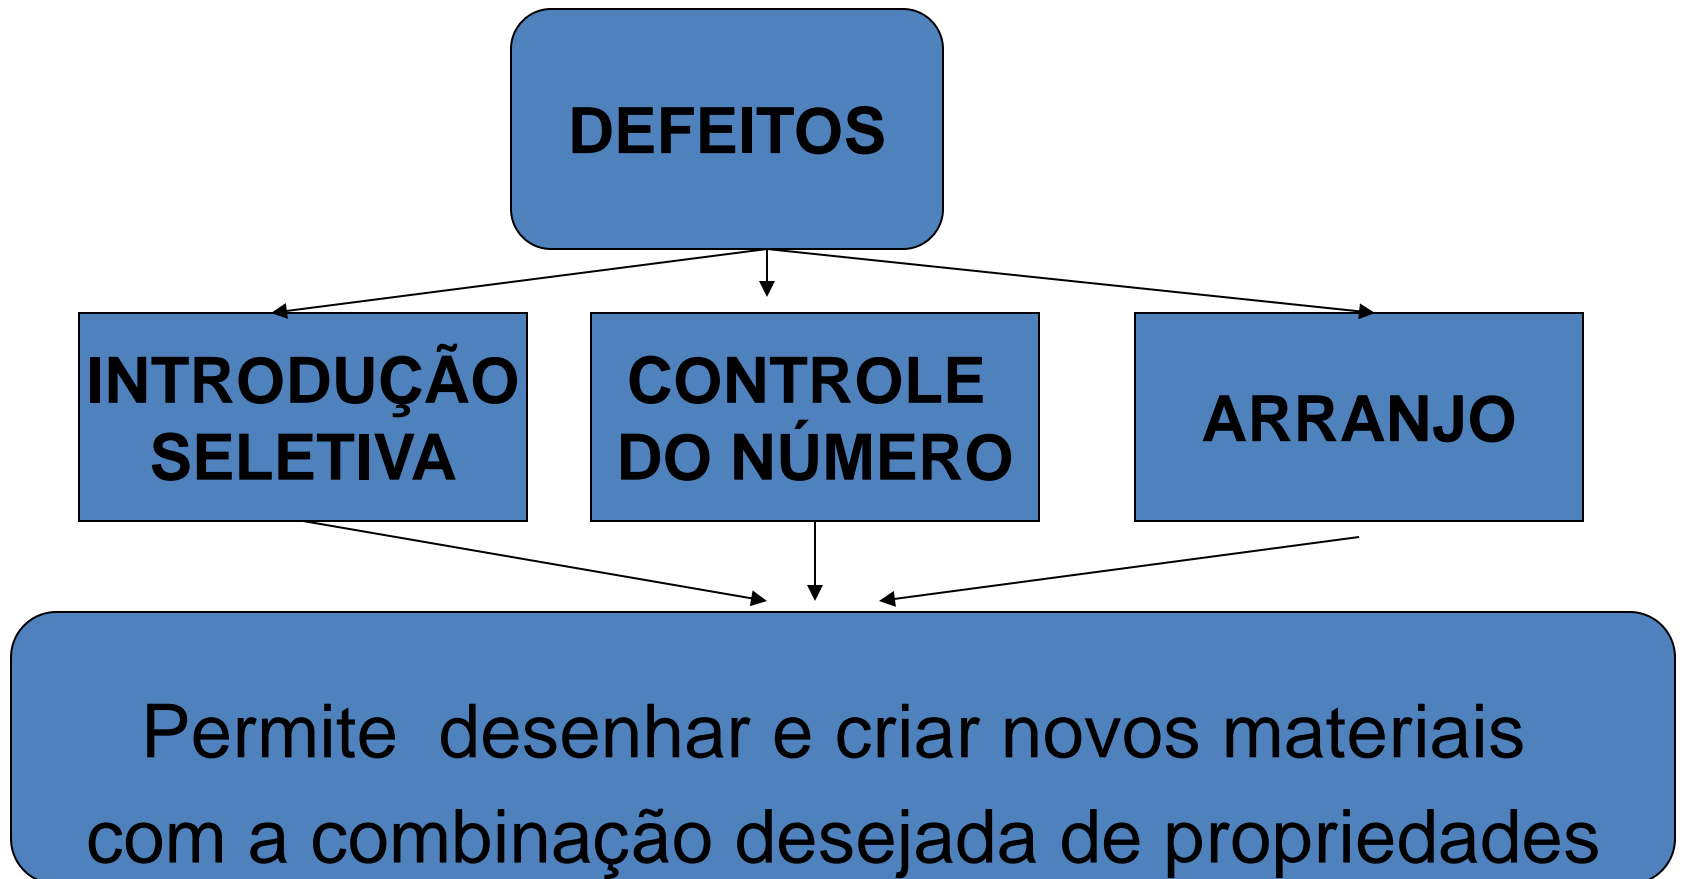 DEFEITOS
INTRODUÇÃO
SELETIVA
CONTROLE
DO NÚMERO
ARRANJO
Permite desenhar e criar novos materiais
com a combinação desejada de propriedades